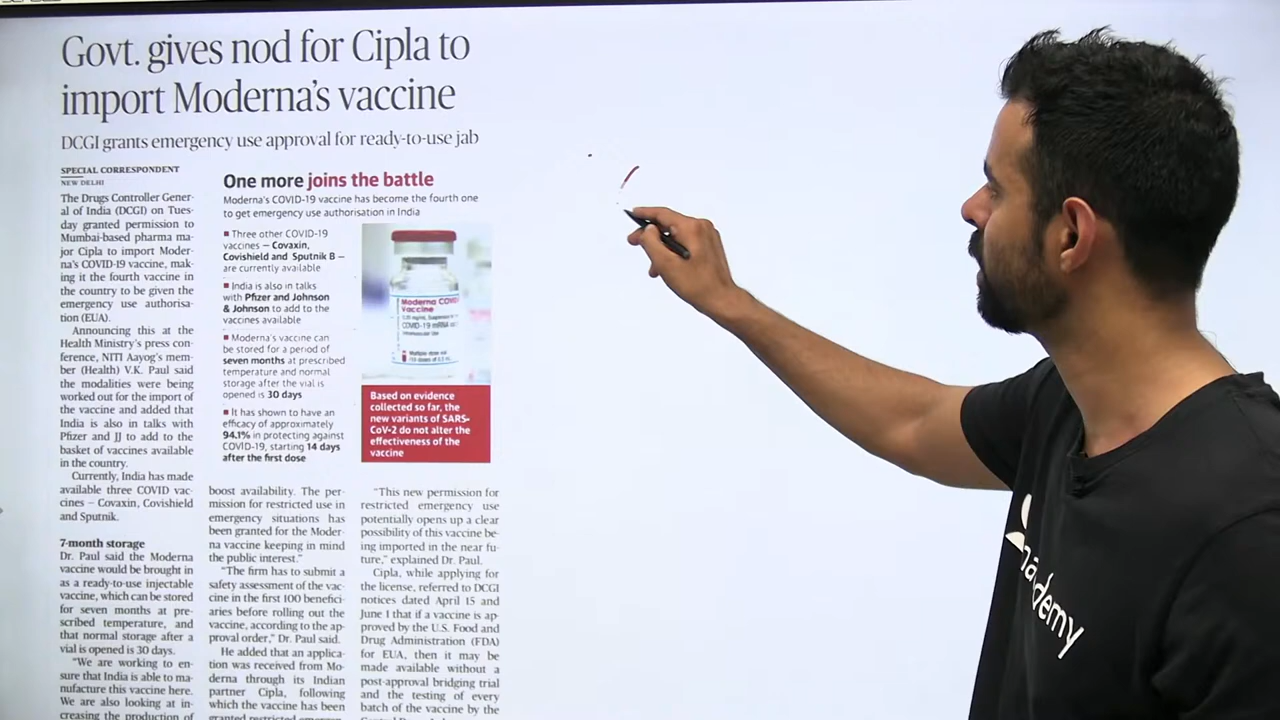 Govt. gives nod for Cipla to
import Moderna's vaccine
DCGI grants emergency use approval for ready-to-use jab
SPECIAL CORRESPONDENT
NEW DELHI
The Drugs Controller Gener-
al of India (DCGI) on Tues-
day granted permission to
Mumbai-based pharma ma-
jor Cipla to import Moder-
na's COVID-19 vaccine, mak-
ing it the fourth vaccine in
the country to be given the
emergency use authorisa-
tion (EUA).
Announcing this at the
Health Ministry's press con-
ference, NITI Aayog's mem-
ber (Health) V.K. Paul said
the modalities were being
worked out for the import of
the vaccine and added that
India is also in talks with
Pfizer and JJ to add to the
basket of vaccines available
in the country.
Currently, India has made
available three COVID vac-
cines – Covaxin, Covishield
and Sputnik.
7-month storage
Dr. Paul said the Moderna
vaccine would be brought in
as a ready-to-use injectable
vaccine, which can be stored
for seven months at pre-
scribed temperature, and
that normal storage after a
vial is opened is 30 days.
"We are working to en-
sure that India is able to ma-
nufacture this vaccine here.
We are also looking at in-
creasing the production of
One more joins the battle
Moderna's COVID-19 vaccine has become the fourth one
to get emergency use authorisation in India
■ Three other COVID-19
vaccines — Covaxin,
Covishield and Sputnik B —
are currently available
■ India is also in talks
with Pfizer and Johnson
& Johnson to add to the
vaccines available
■ Moderna's vaccine can
be stored for a period of
seven months at prescribed
temperature and normal
storage after the vial is
opened is 30 days
■ It has shown to have an
efficacy of approximately
94.1% in protecting against
COVID-19, starting 14 days
after the first dose
Moderna COVID
Vaccine
COVID-19 mRNA
Based on evidence
collected so far, the
new variants of SARS-
CoV-2 do not alter the
effectiveness of the
vaccine
boost availability. The per-
mission for restricted use in
emergency situations has
been granted for the Moder-
na vaccine keeping in mind
the public interest."
"The firm has to submit a
safety assessment of the vac-
cine in the first 100 benefici-
aries before rolling out the
vaccine, according to the ap-
proval order," Dr. Paul said.
He added that an applica-
tion was received from Mo-
derna through its Indian
partner Cipla, following
which the vaccine has been
granted restricted emergen-
"This new permission for
restricted emergency use
potentially opens up a clear
possibility of this vaccine be-
ing imported in the near fu-
ture," explained Dr. Paul.
Cipla, while applying for
the license, referred to DCGI
notices dated April 15 and
June 1 that if a vaccine is ap-
proved by the U.S. Food and
Drug Administration (FDA)
for EUA, then it may be
made available without a
post-approval bridging trial
and the testing of every
batch of the vaccine by the